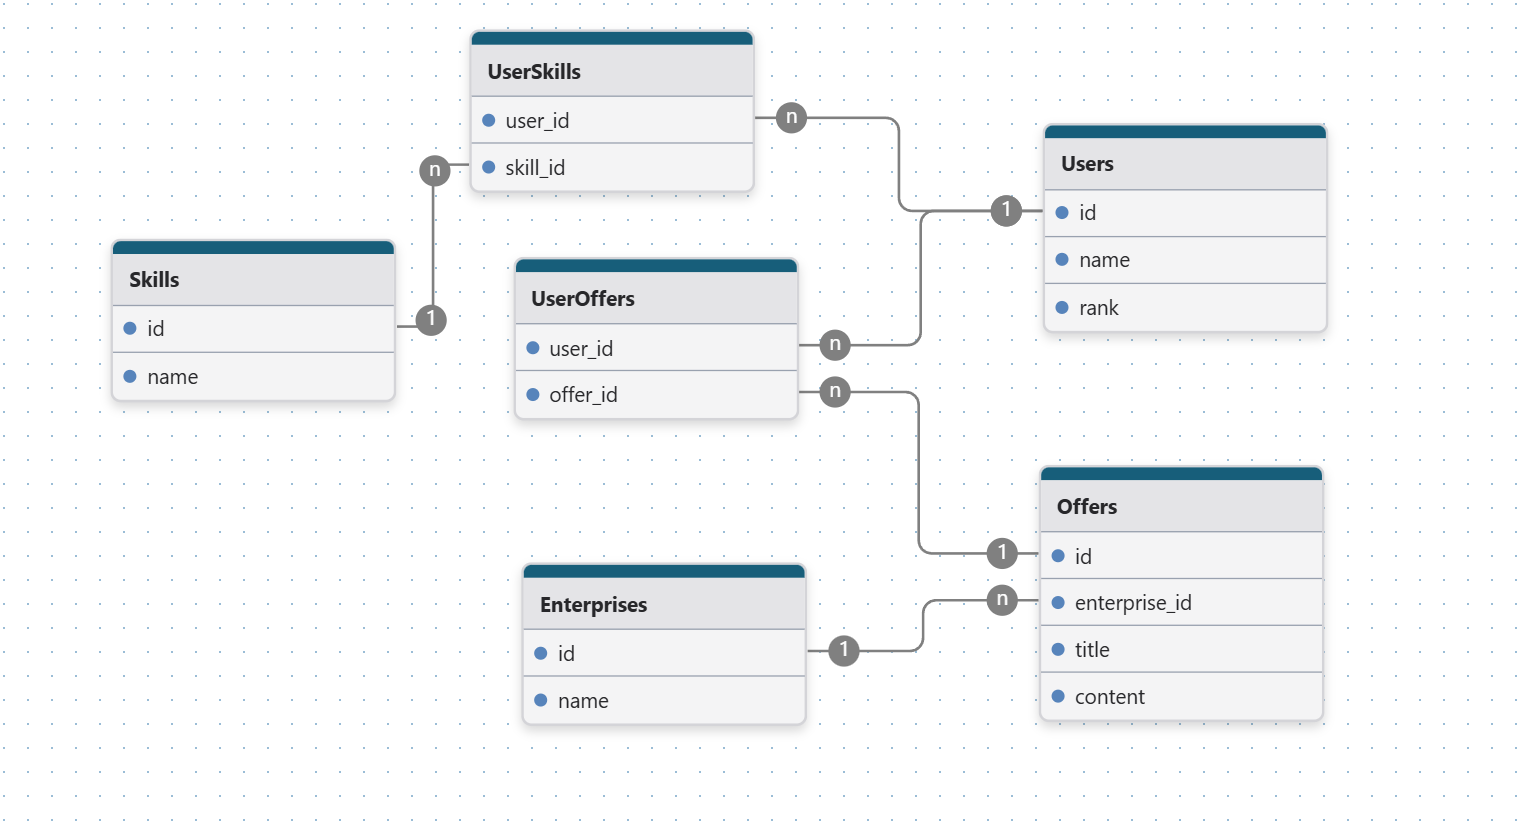 UserSkills
user_id
skill_id
n
n
Users
id
name
rank
1
Skills
id
name
1
UserOffers
user_id
offer_id
n
n
Offers
id
enterprise_id
title
content
1
n
Enterprises
id
name
1